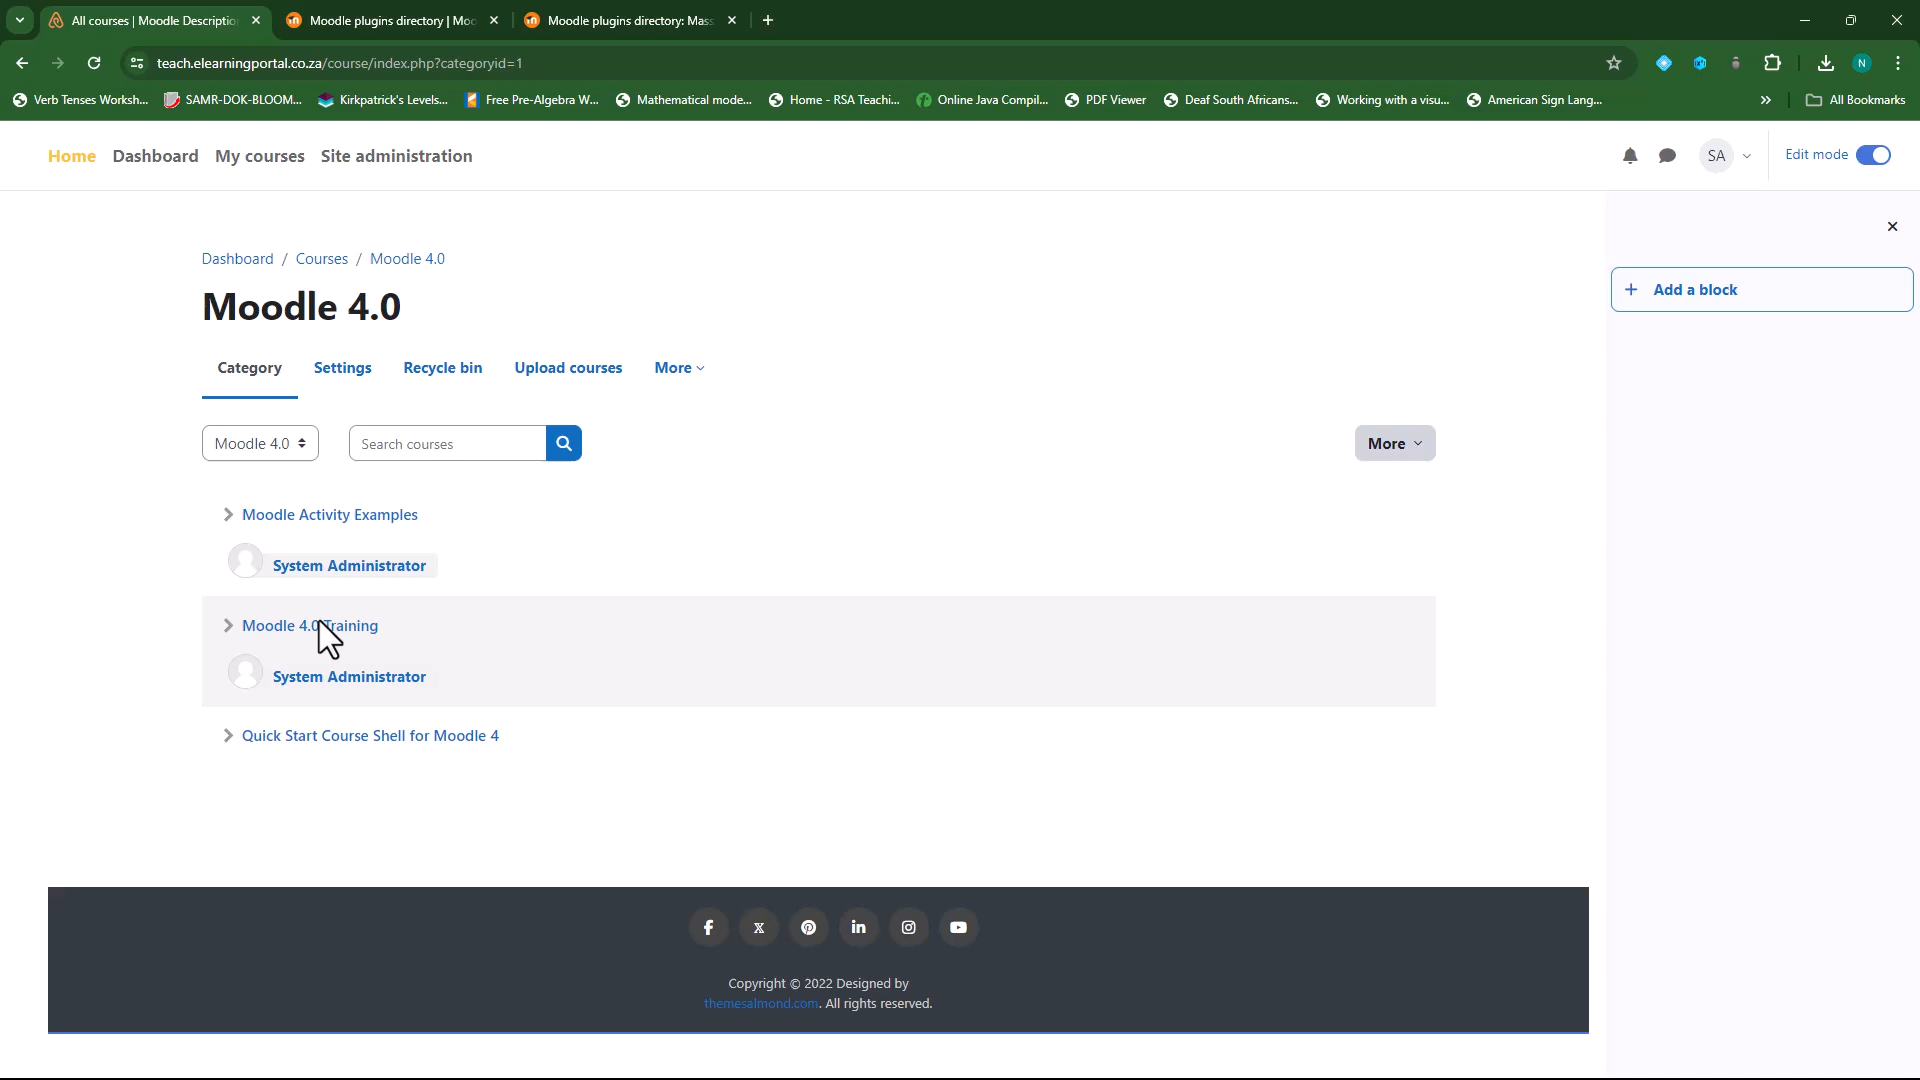 All courses | Moodle Descriptio
Moodle plugins directory | Moo
Moodle plugins directory: Mass
teach.elearningportal.co.za/course/index.php?categoryid=1
N
Verb Tenses Worksh...
SAMR-DOK-BLOOM...
Kirkpatrick's Levels...
Free Pre-Algebra W...
Mathematical mode...
Home - RSA Teachi...
Online Java Compil...
PDF Viewer
Deaf South Africans...
Working with a visu...
American Sign Lang...
All Bookmarks
Home
Dashboard
My courses
Site administration
SA
Edit mode
Dashboard / Courses / Moodle 4.0
Add a block
Moodle 4.0
Category
Settings
Recycle bin
Upload courses
More
Moodle 4.0
Search courses
More
Moodle Activity Examples
System Administrator
Moodle 4.0 Training
System Administrator
Quick Start Course Shell for Moodle 4
Copyright © 2022 Designed by
themesalmond.com. All rights reserved.